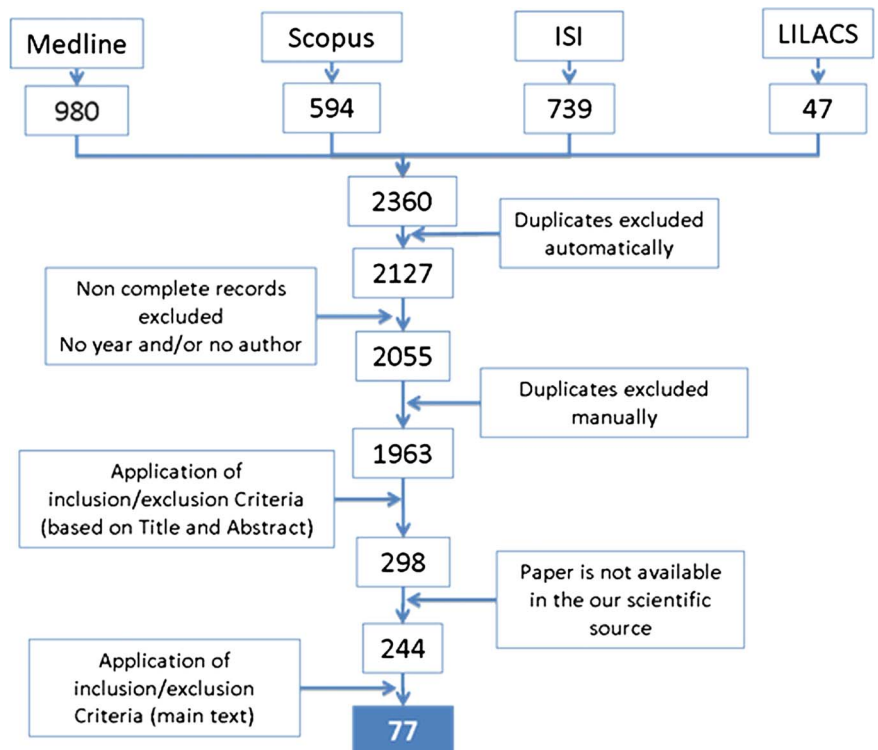 Medline
Scopus
ISI
LILACS
980
594
739
47
2360
Duplicates excluded
automatically
2127
Non complete records
excluded
No year and/or no author
2055
Duplicates excluded
manually
1963
Application of
inclusion/exclusion Criteria
(based on Title and Abstract)
298
Paper is not available
in the our scientific
source
244
Application of
inclusion/exclusion
Criteria (main text)
77